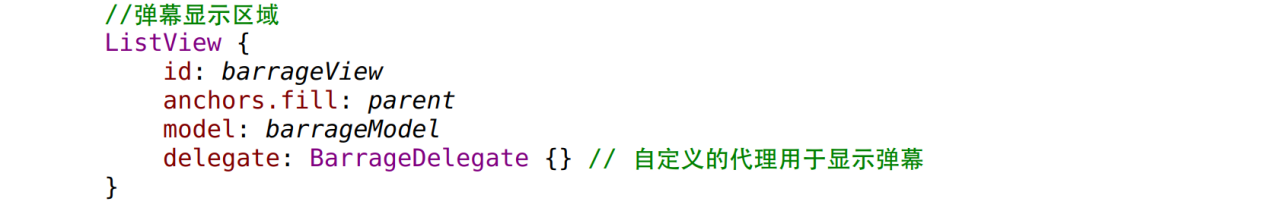 //弹幕显示区域
ListView {
    id: barrageView
    anchors.fill: parent
    model: barrageModel
    delegate: BarrageDelegate {} // 自定义的代理用于显示弹幕
}